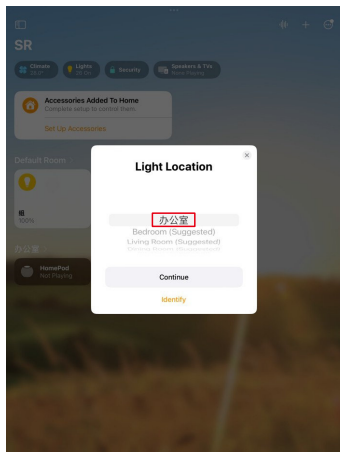 SR
Climate
Lights
Security
Speakers & TVs
Accessories Added To Home
Complete setup to control them.
Set Up Accessories
Default Room
Light Location
办公室
Bedroom (Suggested)
Living Room (Suggested)
Continue
Identify
100%
办公室
HomePod
Not Playing